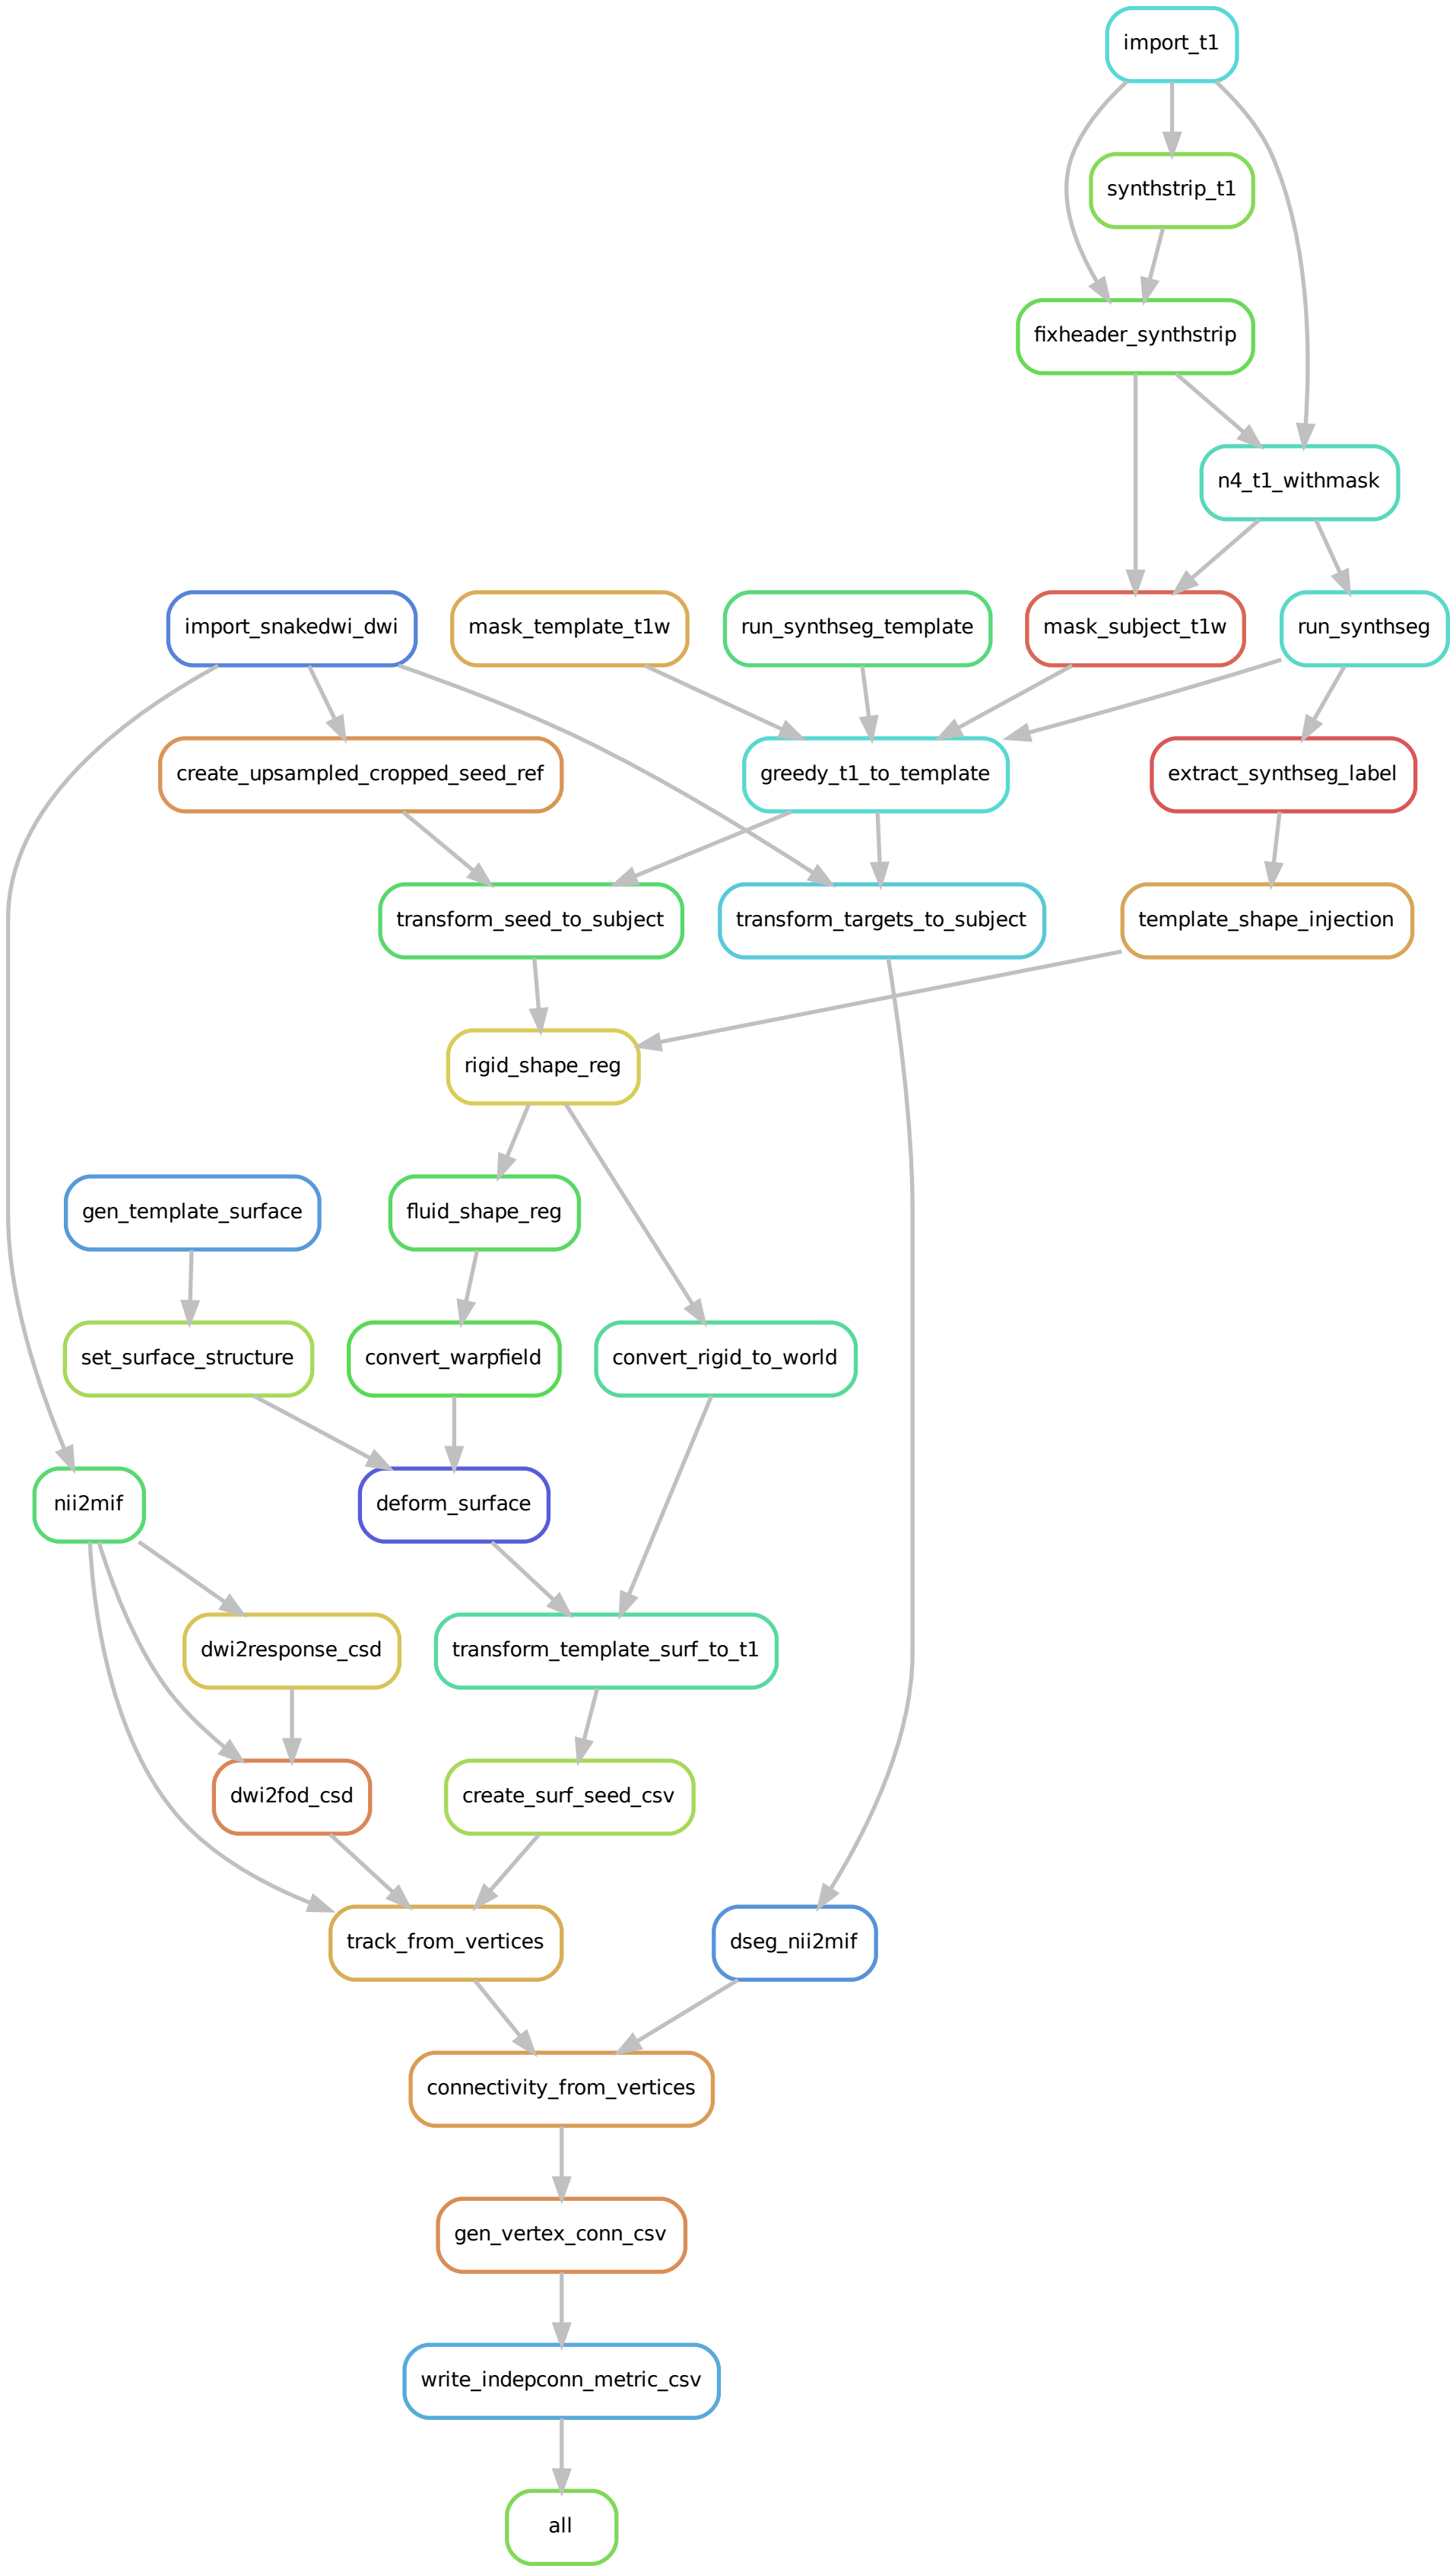 import_t1
synthstrip_t1
fixheader_synthstrip
n4_t1_withmask
import_snakedwi_dwi
mask_template_t1w
run_synthseg_template
mask_subject_t1w
run_synthseg
create_upsampled_cropped_seed_ref
greedy_t1_to_template
extract_synthseg_label
transform_seed_to_subject
transform_targets_to_subject
template_shape_injection
rigid_shape_reg
gen_template_surface
fluid_shape_reg
set_surface_structure
convert_warpfield
convert_rigid_to_world
nii2mif
deform_surface
dwi2response_csd
transform_template_surf_to_t1
dwi2fod_csd
create_surf_seed_csv
track_from_vertices
dseg_nii2mif
connectivity_from_vertices
gen_vertex_conn_csv
write_indepconn_metric_csv
all